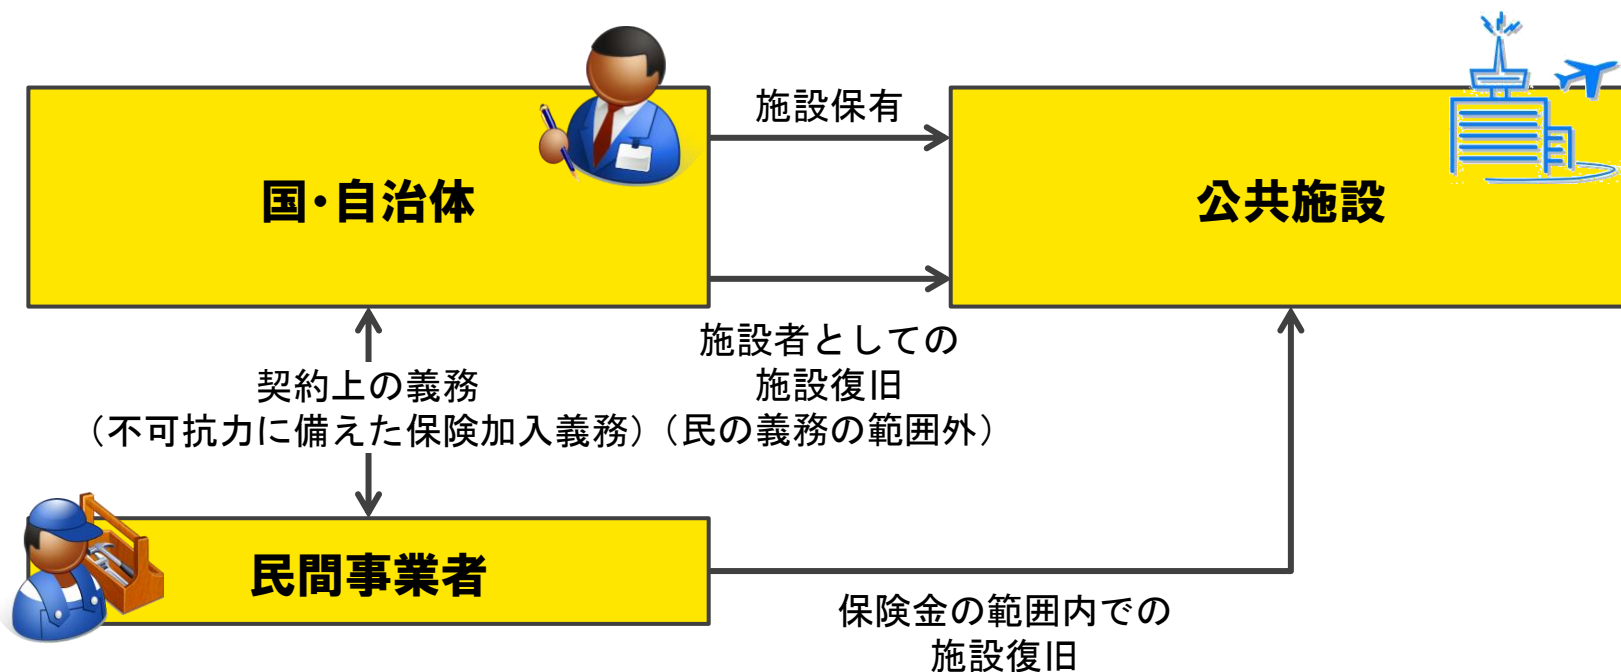 施設保有
国・自治体
公共施設
施設者としての
施設復旧
（民の義務の範囲外）
契約上の義務
（不可抗力に備えた保険加入義務）
民間事業者
保険金の範囲内での
施設復旧